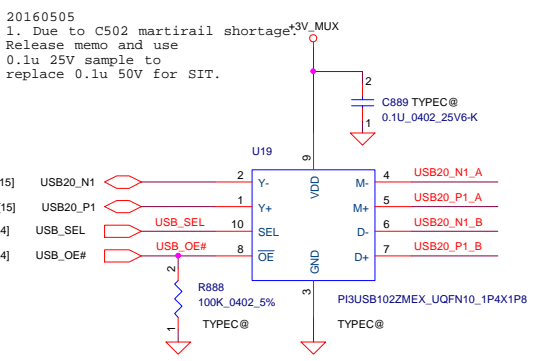 20160505
1. Due to C502 martirail shortage.
Release memo and use
0.1u 25V sample to
replace 0.1u 50V for SIT.
+3V_MUX
2
C889 TYPEC@
0.1U_0402_25V6-K
1
U19
9
VDD
15] USB20_N1 2 Y- M- 4 USB20_N1_A
15] USB20_P1 1 Y+ M+ 5 USB20_P1_A
4] USB_SEL USB_SEL 10 SEL D- 6 USB20_N1_B
4] USB_OE# USB_OE# 8 OE D+ 7 USB20_P1_B
GND
3
2
R888
100K_0402_5%
1
TYPEC@
PI3USB102ZMEX_UQFN10_1P4X1P8
TYPEC@